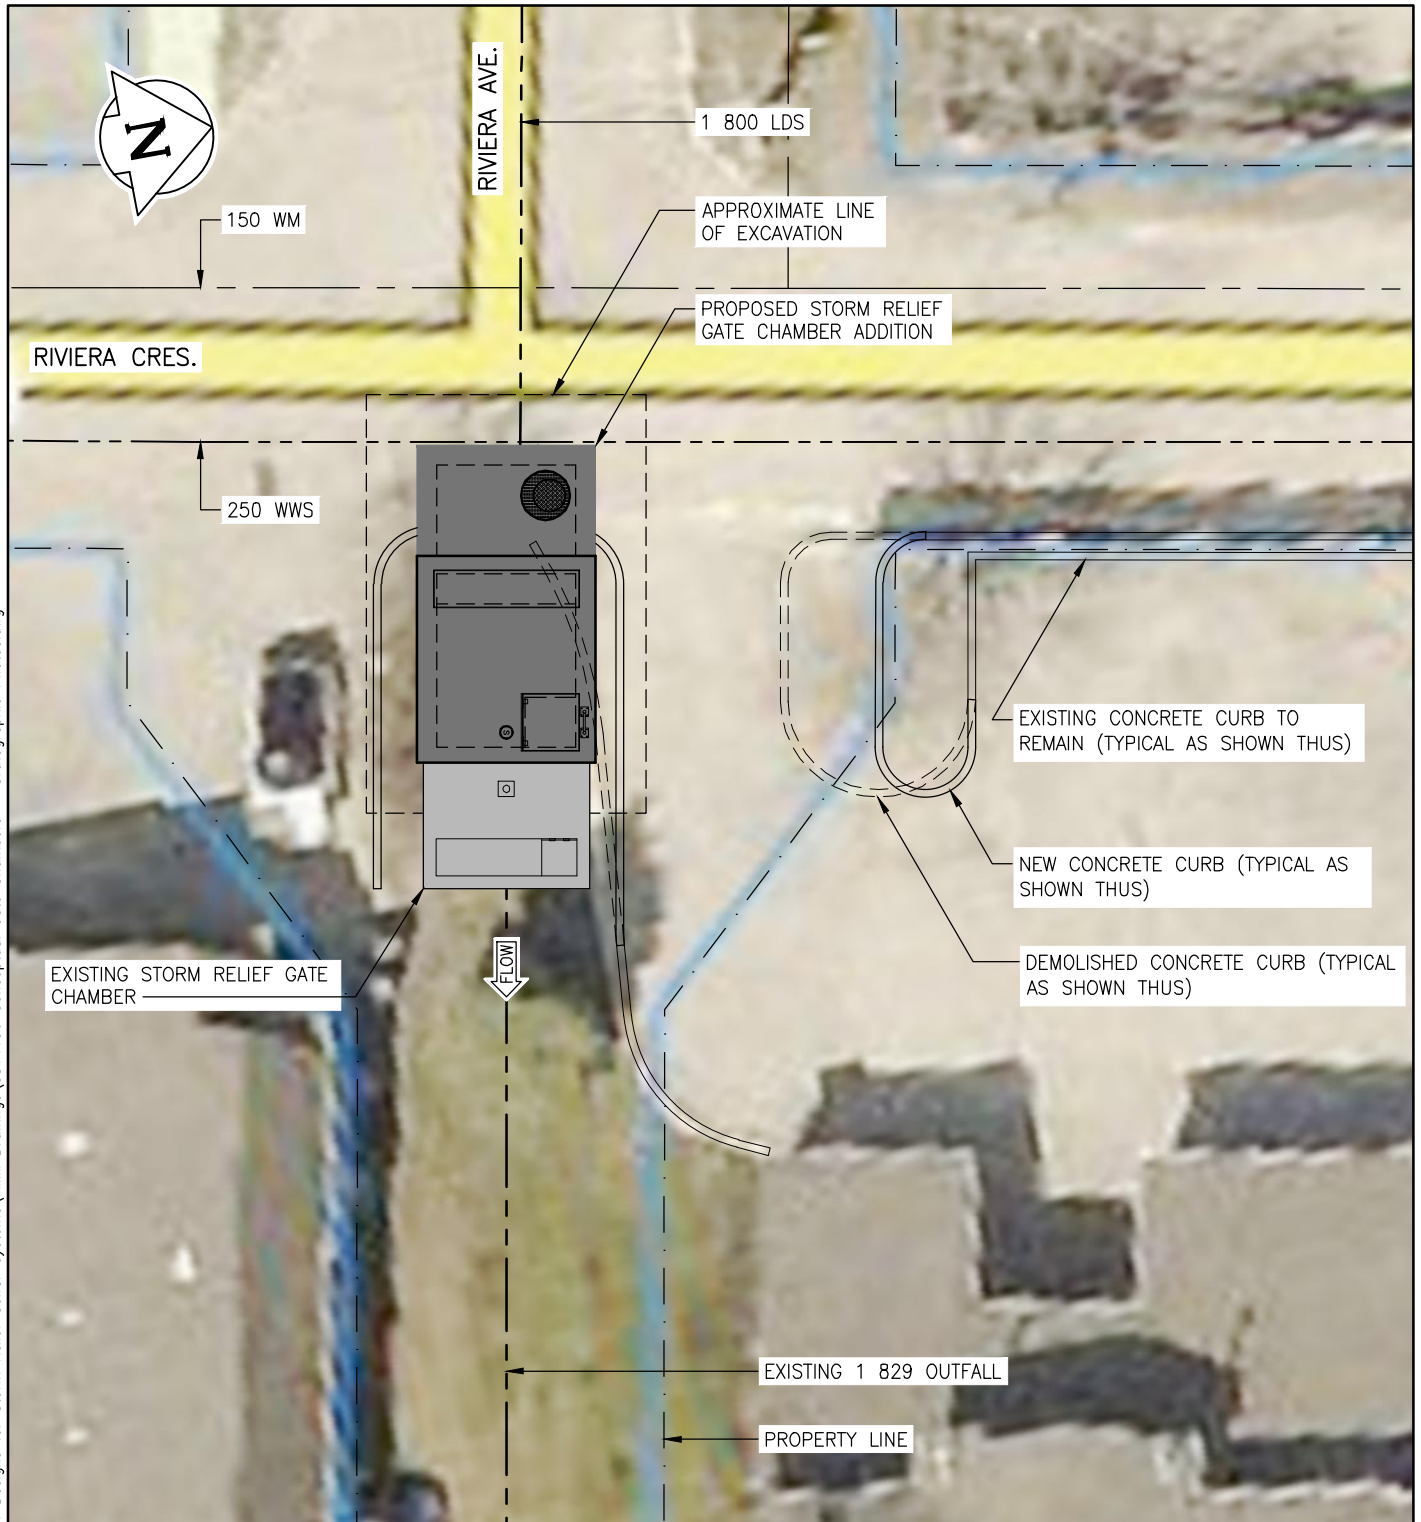 RIVIERA AVE.
1 800 LDS
N
150 WM
APPROXIMATE LINE
OF EXCAVATION
PROPOSED STORM RELIEF
GATE CHAMBER ADDITION
RIVIERA CRES.
250 WWS
S
EXISTING CONCRETE CURB TO
REMAIN (TYPICAL AS SHOWN THUS)
NEW CONCRETE CURB (TYPICAL AS
SHOWN THUS)
DEMOLISHED CONCRETE CURB (TYPICAL
AS SHOWN THUS)
EXISTING STORM RELIEF GATE
CHAMBER
FLOW
EXISTING 1 829 OUTFALL
PROPERTY LINE